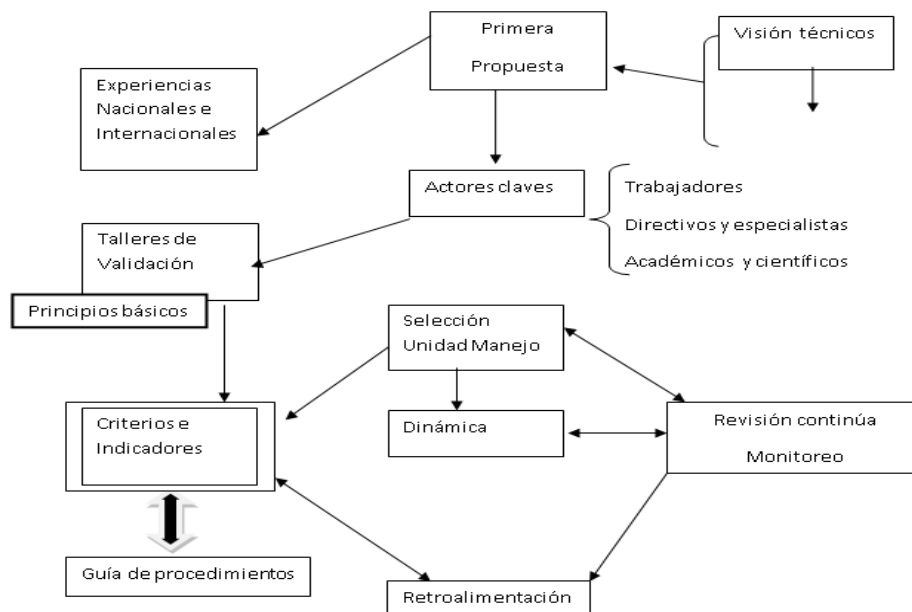 Primera
Propuesta
Visión técnicos
Experiencias
Nacionales e
Internacionales
Actores claves
Trabajadores
Directivos y especialistas
Académicos y científicos
Talleres de
Validación
Principios básicos
Selección
Unidad Manejo
Criterios e
Indicadores
Dinámica
Revisión continúa
Monitoreo
Guía de procedimientos
Retroalimentación